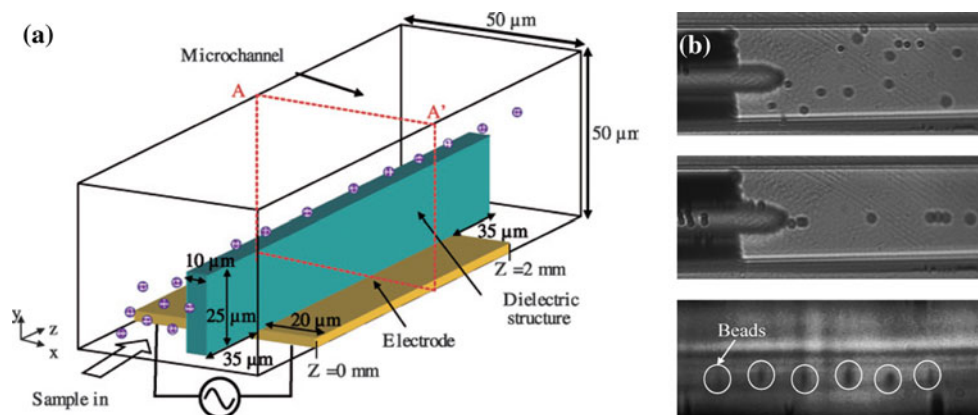 (a)
50 µm
Microchannel
A
A'
50 µm
35 µm
10 µm
Z =2 mm
25 µm
20 µm
Dielectric
structure
Electrode
35 µm
Z =0 mm
y
z
x
Sample in
(b)
Beads